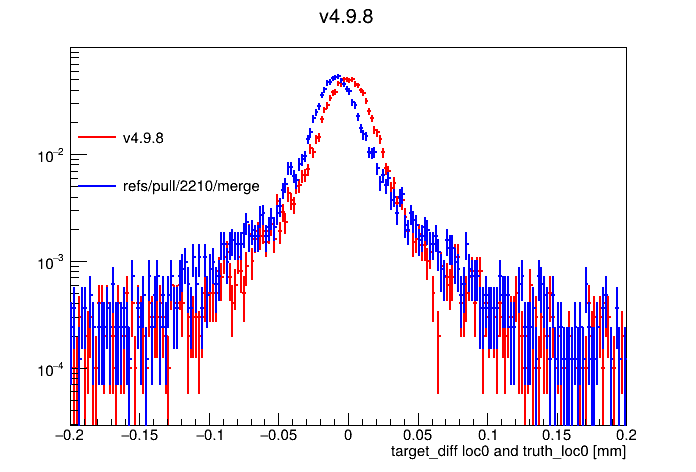 v4.9.8
v4.9.8
refs/pull/2210/merge
10−2
10−3
10−4
−0.2 −0.15 −0.1 −0.05 0 0.05 0.1 0.15 0.2
target_diff loc0 and truth_loc0 [mm]